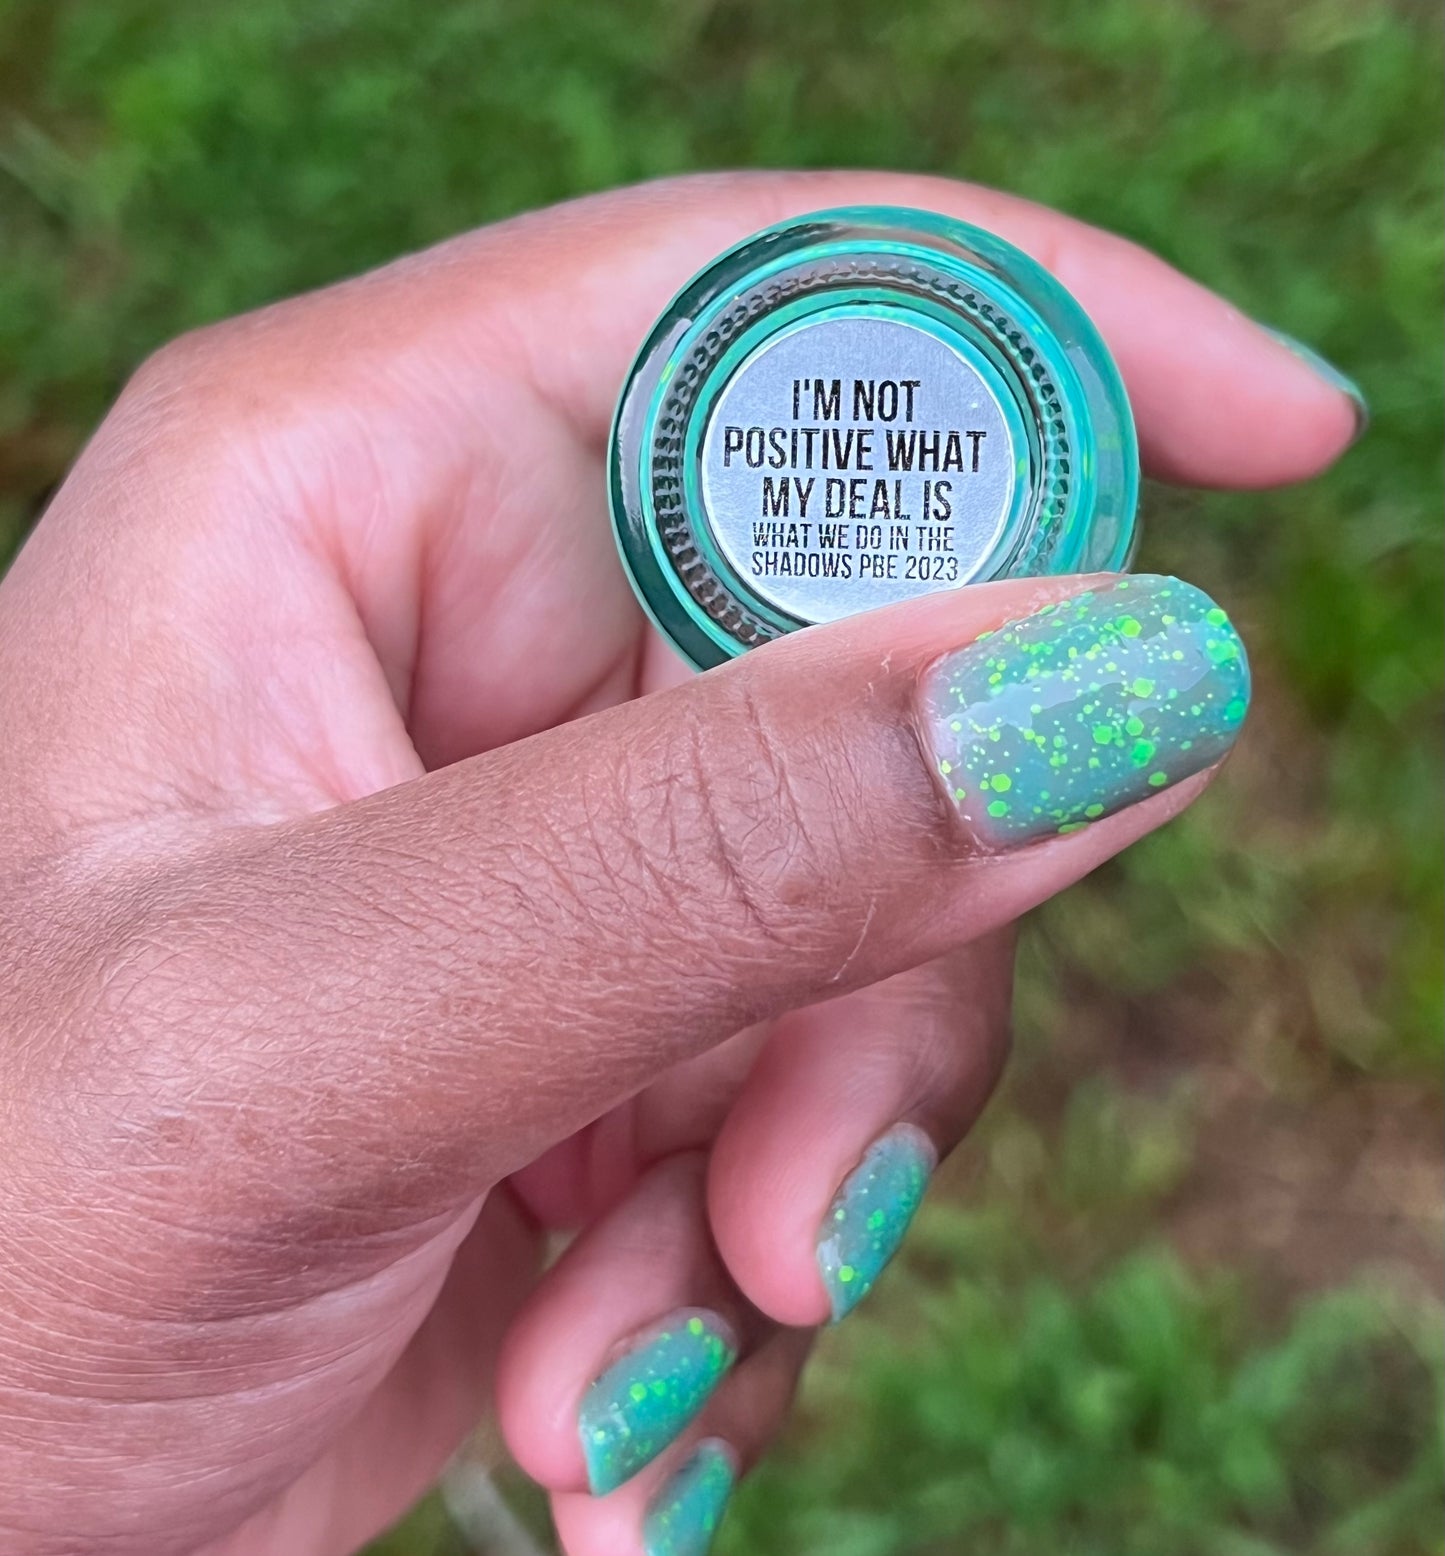 I'M NOT
POSITIVE WHAT
MY DEAL IS
WHAT WE DO IN THE
SHADOWS PBE 2023